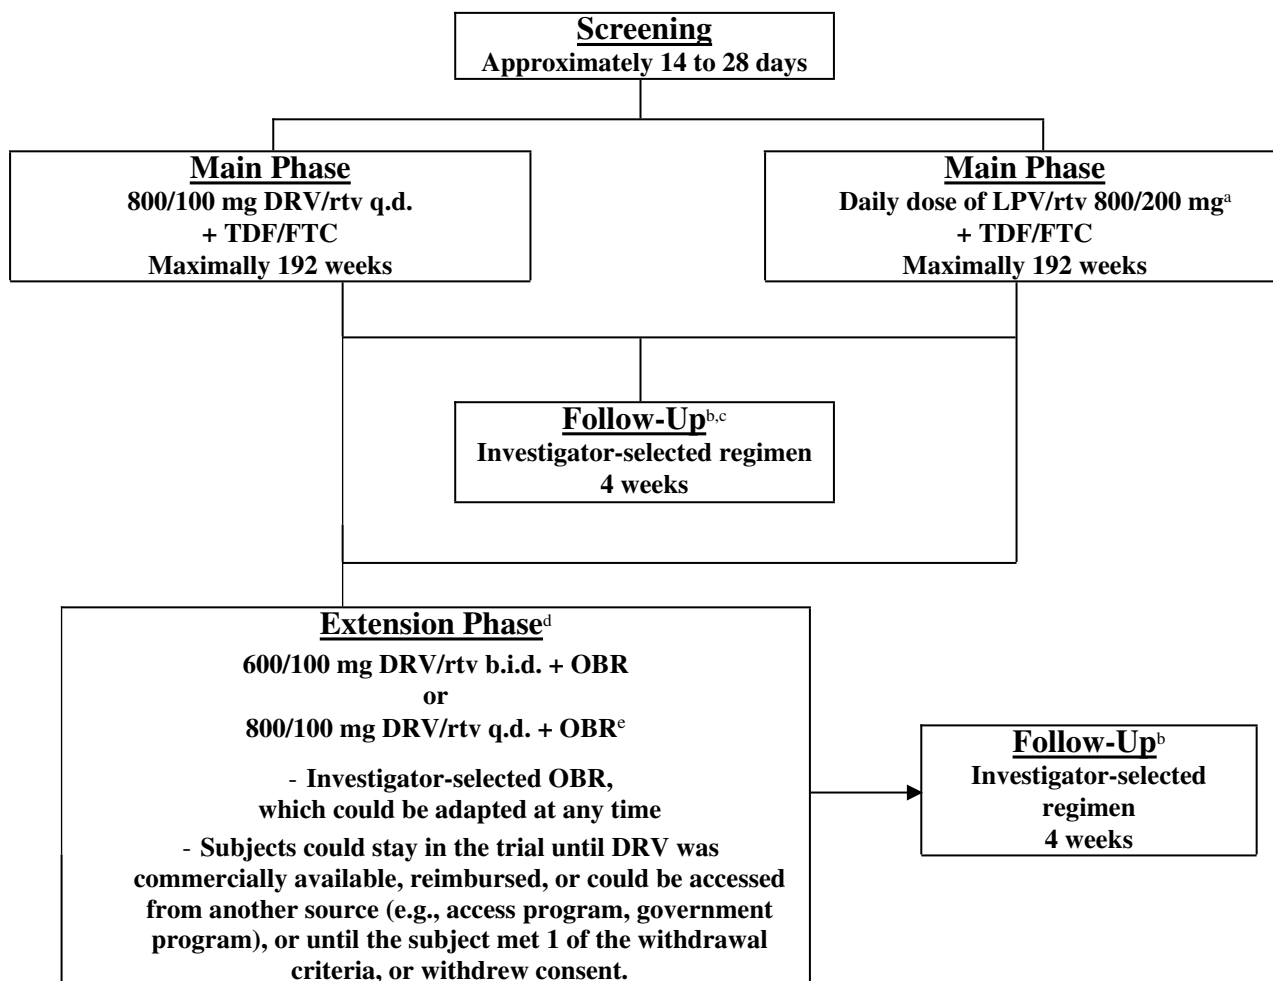 Screening
Approximately 14 to 28 days
Main Phase
800/100 mg DRV/rtv q.d.
+ TDF/FTC
Maximally 192 weeks
Main Phase
Daily dose of LPV/rtv 800/200 mgᵃ
+ TDF/FTC
Maximally 192 weeks
Follow-Upᵇ,ᶜ
Investigator-selected regimen
4 weeks
Extension Phaseᵈ
600/100 mg DRV/rtv b.i.d. + OBR
or
800/100 mg DRV/rtv q.d. + OBRᵉ
- Investigator-selected OBR,
which could be adapted at any time
- Subjects could stay in the trial until DRV was
commercially available, reimbursed, or could be accessed
from another source (e.g., access program, government
program), or until the subject met 1 of the withdrawal
criteria, or withdrew consent.
Follow-Upᵇ
Investigator-selected
regimen
4 weeks